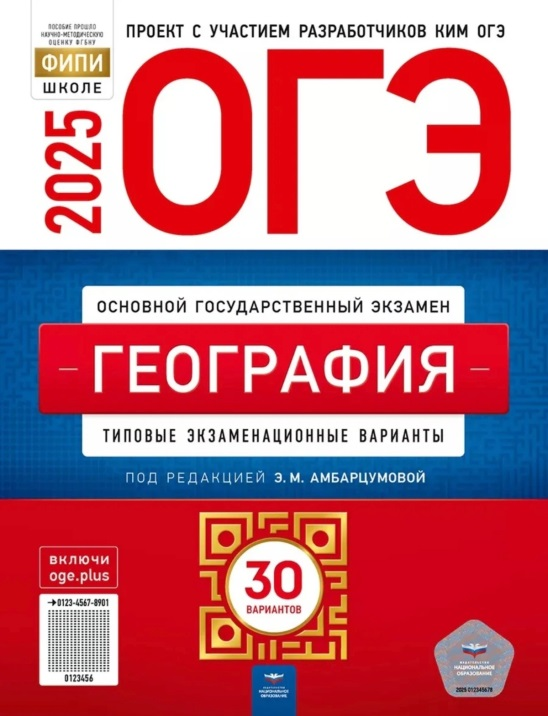 ПОСОБИЕ ПРОШЛО
НАУЧНО-МЕТОДИЧЕСКУЮ
ОЦЕНКУ ФГБНУ
ФИПИ
ШКОЛЕ
ПРОЕКТ С УЧАСТИЕМ РАЗРАБОТЧИКОВ КИМ ОГЭ
2025
ОГЭ
ОСНОВНОЙ ГОСУДАРСТВЕННЫЙ ЭКЗАМЕН
ГЕОГРАФИЯ
ТИПОВЫЕ ЭКЗАМЕНАЦИОННЫЕ ВАРИАНТЫ
ПОД РЕДАКЦИЕЙ Э. М. АМБАРЦУМОВОЙ
ВКЛЮЧИ
oge.plus
→0123-4567-8901
0123456
30
ВАРИАНТОВ
ИЗДАТЕЛЬСТВО
НАЦИОНАЛЬНОЕ
ОБРАЗОВАНИЕ
ИЗДАТЕЛЬСТВО
НАЦИОНАЛЬНОЕ
ОБРАЗОВАНИЕ
2025 012345678